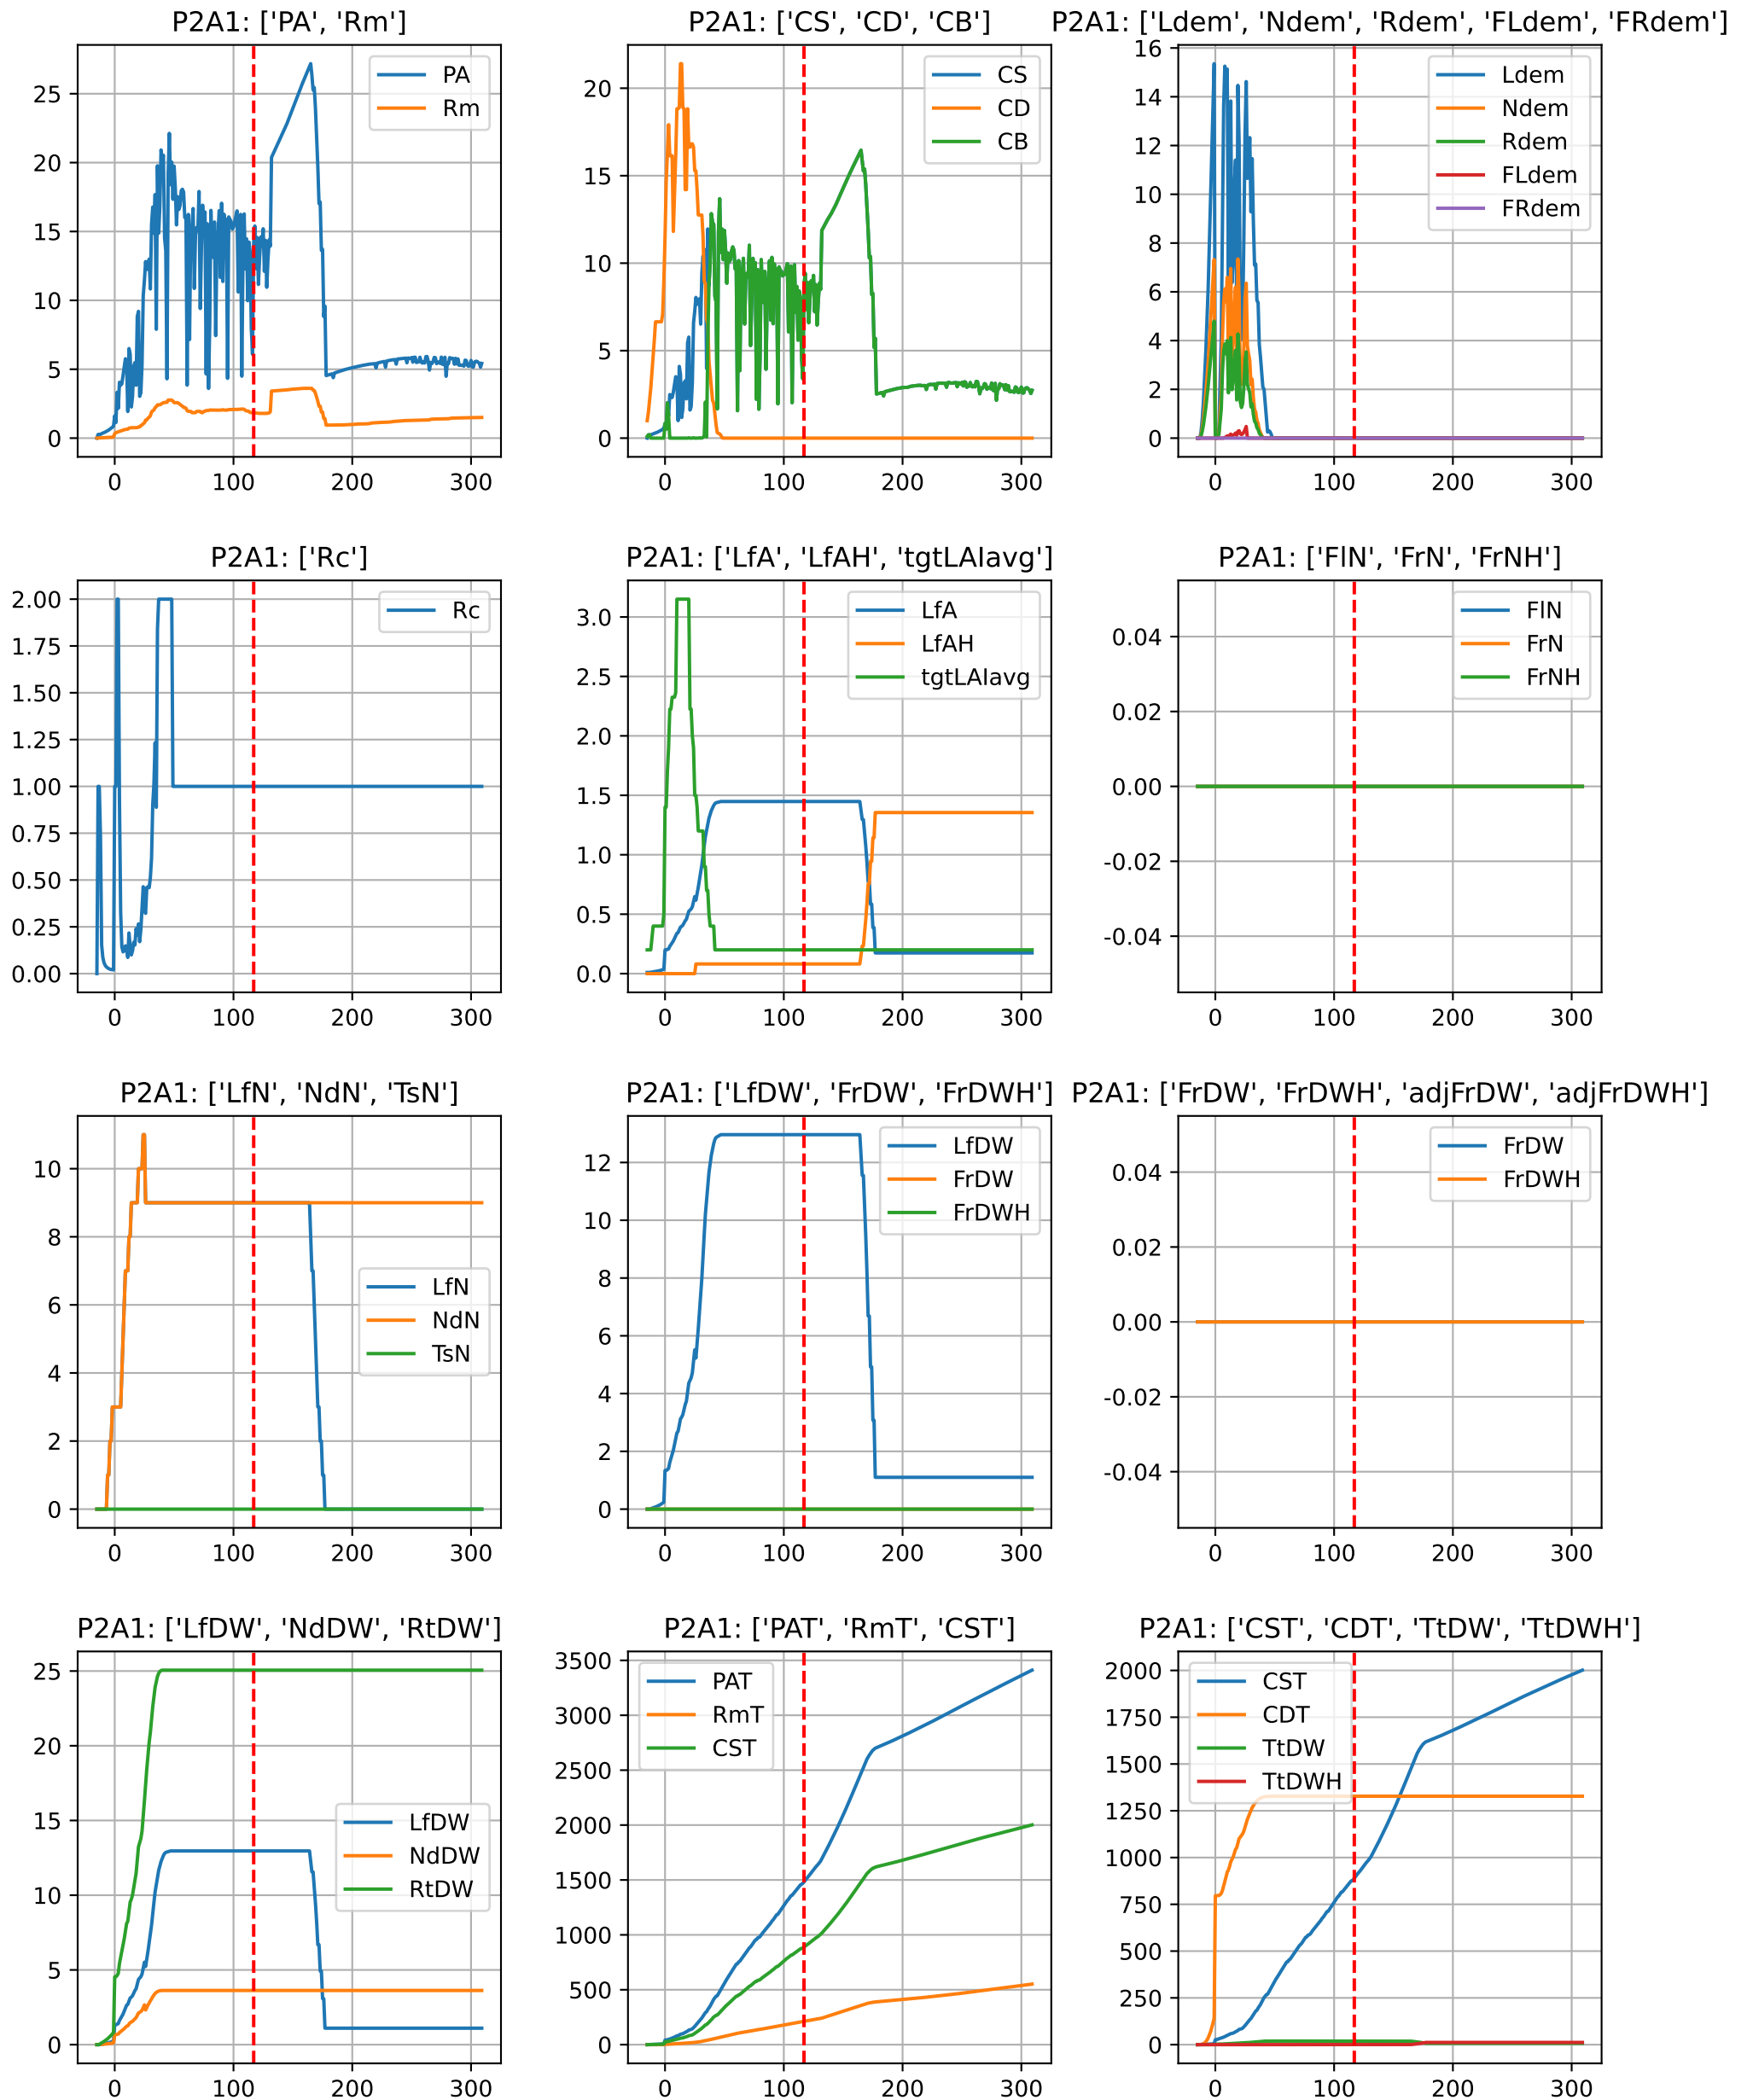 P2A1: ['PA', 'Rm']
25
20
15
10
5
0
0 100 200 300
PA
Rm
P2A1: ['CS', 'CD', 'CB']
20
15
10
5
0
0 100 200 300
CS
CD
CB
P2A1: ['Ldem', 'Ndem', 'Rdem', 'FLdem', 'FRdem']
16
14
12
10
8
6
4
2
0
0 100 200 300
Ldem
Ndem
Rdem
FLdem
FRdem
P2A1: ['Rc']
2.00
1.75
1.50
1.25
1.00
0.75
0.50
0.25
0.00
0 100 200 300
Rc
P2A1: ['LfA', 'LfAH', 'tgtLAIavg']
3.0
2.5
2.0
1.5
1.0
0.5
0.0
0 100 200 300
LfA
LfAH
tgtLAIavg
P2A1: ['FlN', 'FrN', 'FrNH']
0.04
0.02
0.00
-0.02
-0.04
0 100 200 300
FlN
FrN
FrNH
P2A1: ['LfN', 'NdN', 'TsN']
10
8
6
4
2
0
0 100 200 300
LfN
NdN
TsN
P2A1: ['LfDW', 'FrDW', 'FrDWH']
12
10
8
6
4
2
0
0 100 200 300
LfDW
FrDW
FrDWH
P2A1: ['FrDW', 'FrDWH', 'adjFrDW', 'adjFrDWH']
0.04
0.02
0.00
-0.02
-0.04
0 100 200 300
FrDW
FrDWH
P2A1: ['LfDW', 'NdDW', 'RtDW']
25
20
15
10
5
0
0 100 200 300
LfDW
NdDW
RtDW
P2A1: ['PAT', 'RmT', 'CST']
3500
3000
2500
2000
1500
1000
500
0
0 100 200 300
PAT
RmT
CST
P2A1: ['CST', 'CDT', 'TtDW', 'TtDWH']
2000
1750
1500
1250
1000
750
500
250
0
0 100 200 300
CST
CDT
TtDW
TtDWH